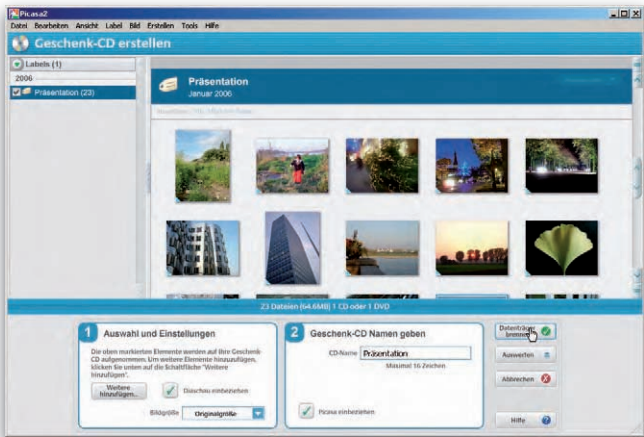 Picasa2
Datei Bearbeiten Ansicht Label Bild Erstellen Tools Hilfe
Geschenk-CD erstellen
Labels (1)
2006
Präsentation (23)
Präsentation
Januar 2006
23 Dateien (64.6MB) 1 CD oder 1 DVD
1 Auswahl und Einstellungen
Die oben markierten Elemente werden auf Ihre Geschenk-
CD aufgenommen. Um weitere Elemente hinzuzufügen,
klicken Sie unten auf die Schaltfläche "Weitere
hinzufügen".
Weitere
hinzufügen...
Diaschau einbeziehen
Bildgröße Originalgröße
2 Geschenk-CD Namen geben
CD-Name Präsentation
Maximal 16 Zeichen
Picasa einbeziehen
Datenträger
brennen
Auswerfen
Abbrechen
Hilfe